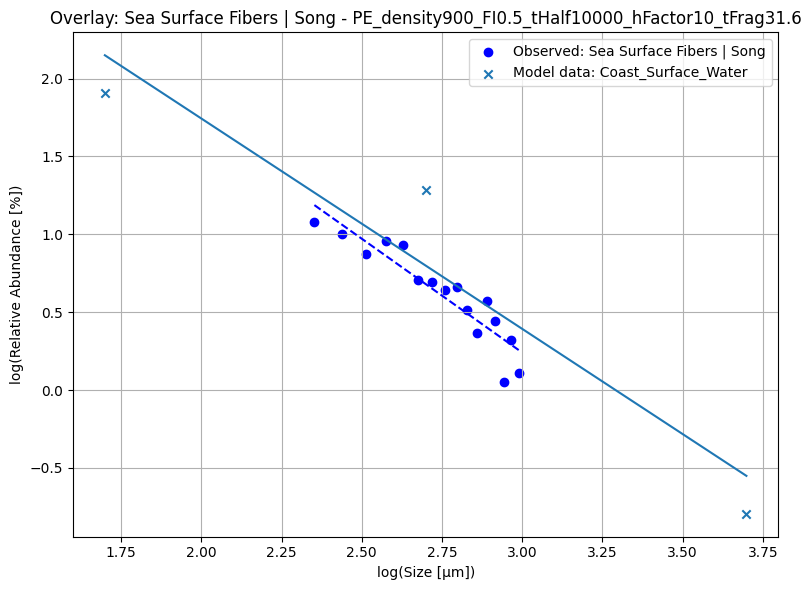 Overlay: Sea Surface Fibers | Song - PE_density900_FI0.5_tHalf10000_hFactor10_tFrag31.6
Observed: Sea Surface Fibers | Song
Model data: Coast_Surface_Water
log(Relative Abundance [%])
2.0
1.5
1.0
0.5
0.0
−0.5
1.75 2.00 2.25 2.50 2.75 3.00 3.25 3.50 3.75
log(Size [μm])